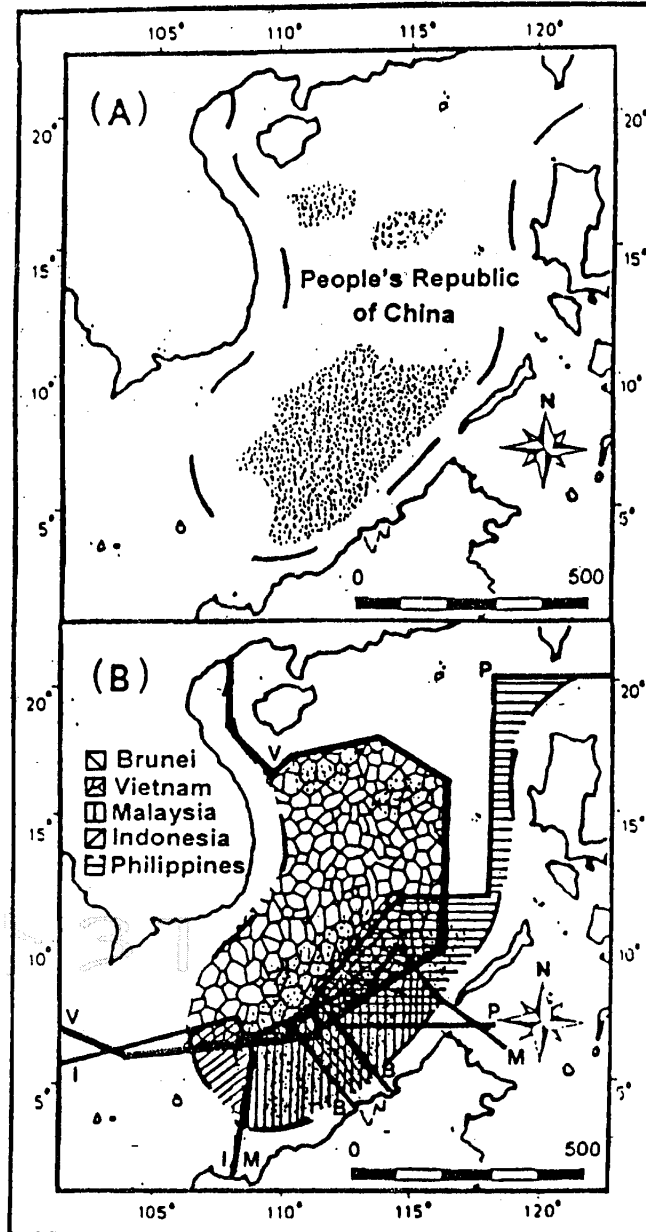 105° 110° 115° 120°
(A)
20° 20°
15° 15°
People's Republic
of China
10° 10°
N
5° 5°
0 500
(B)
P
20° 20°
V
Brunei
Vietnam
Malaysia
Indonesia
Philippines
15° 15°
10° 10°
N
V
P
I
M
B
5° 5°
B
I M
0 500
105° 110° 115° 120°